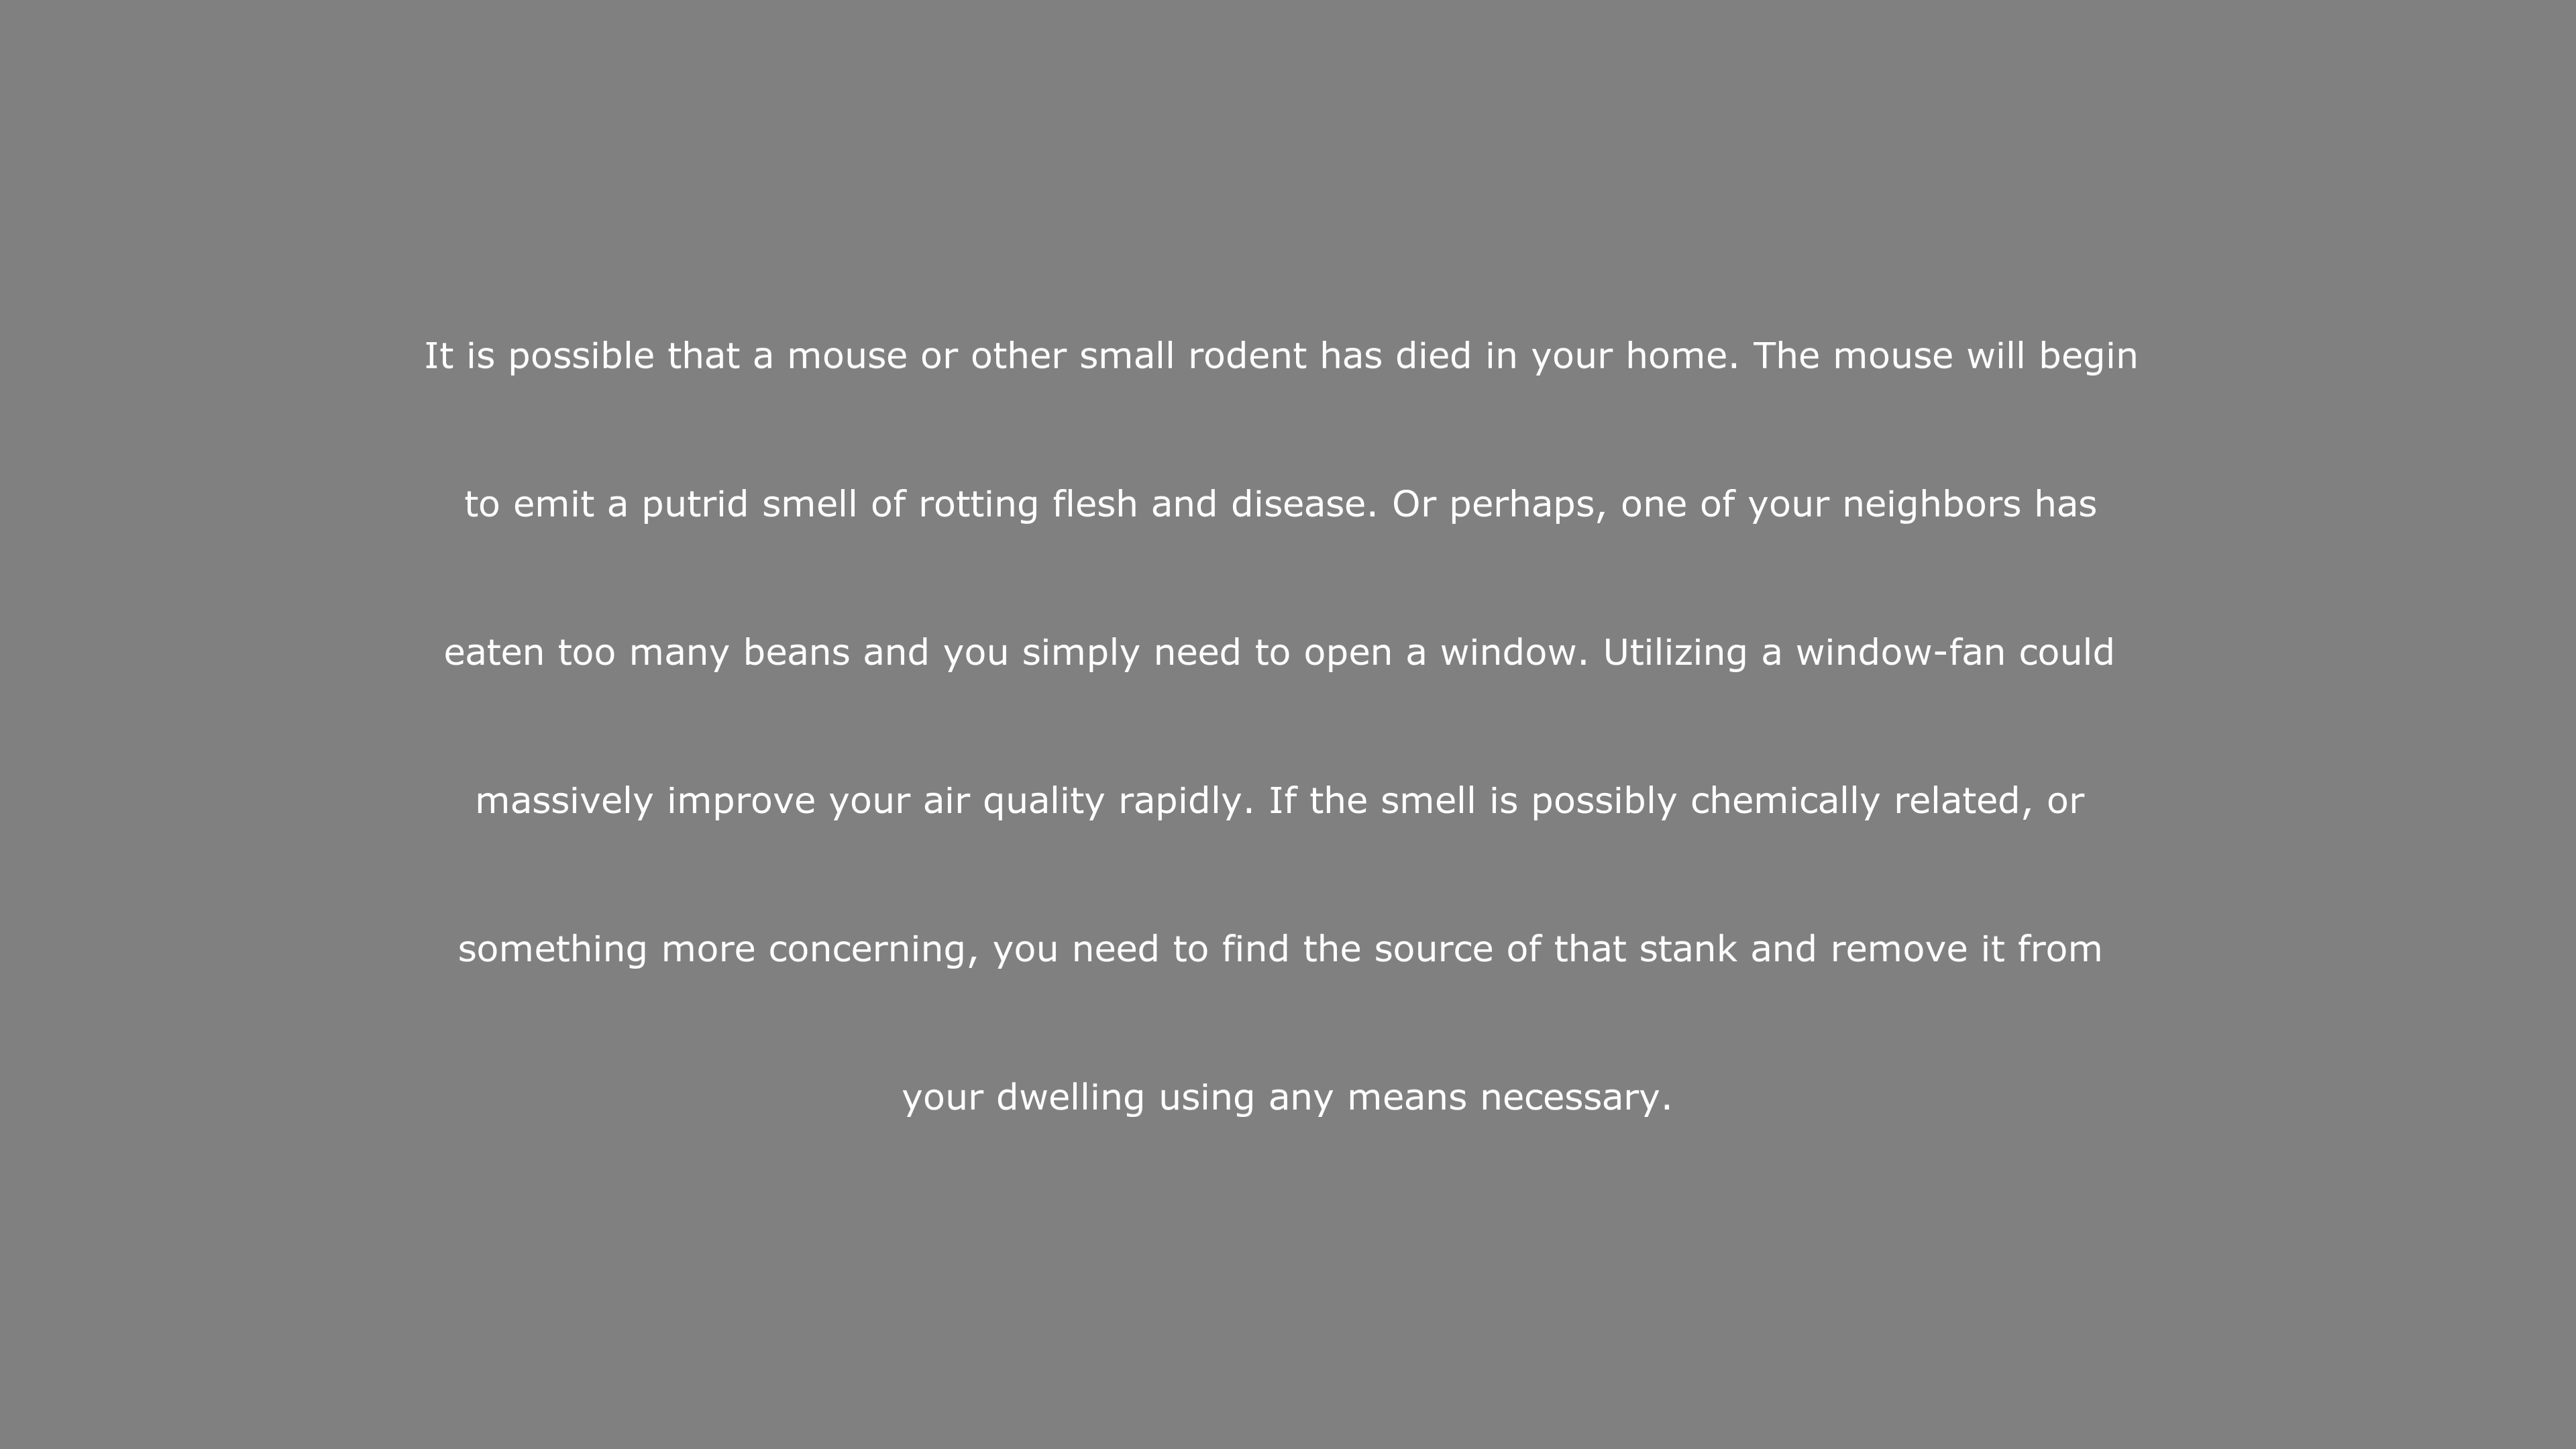 It is possible that a mouse or other small rodent has died in your home. The mouse will begin
to emit a putrid smell of rotting flesh and disease. Or perhaps, one of your neighbors has
eaten too many beans and you simply need to open a window. Utilizing a window-fan could
massively improve your air quality rapidly. If the smell is possibly chemically related, or
something more concerning, you need to find the source of that stank and remove it from
your dwelling using any means necessary.